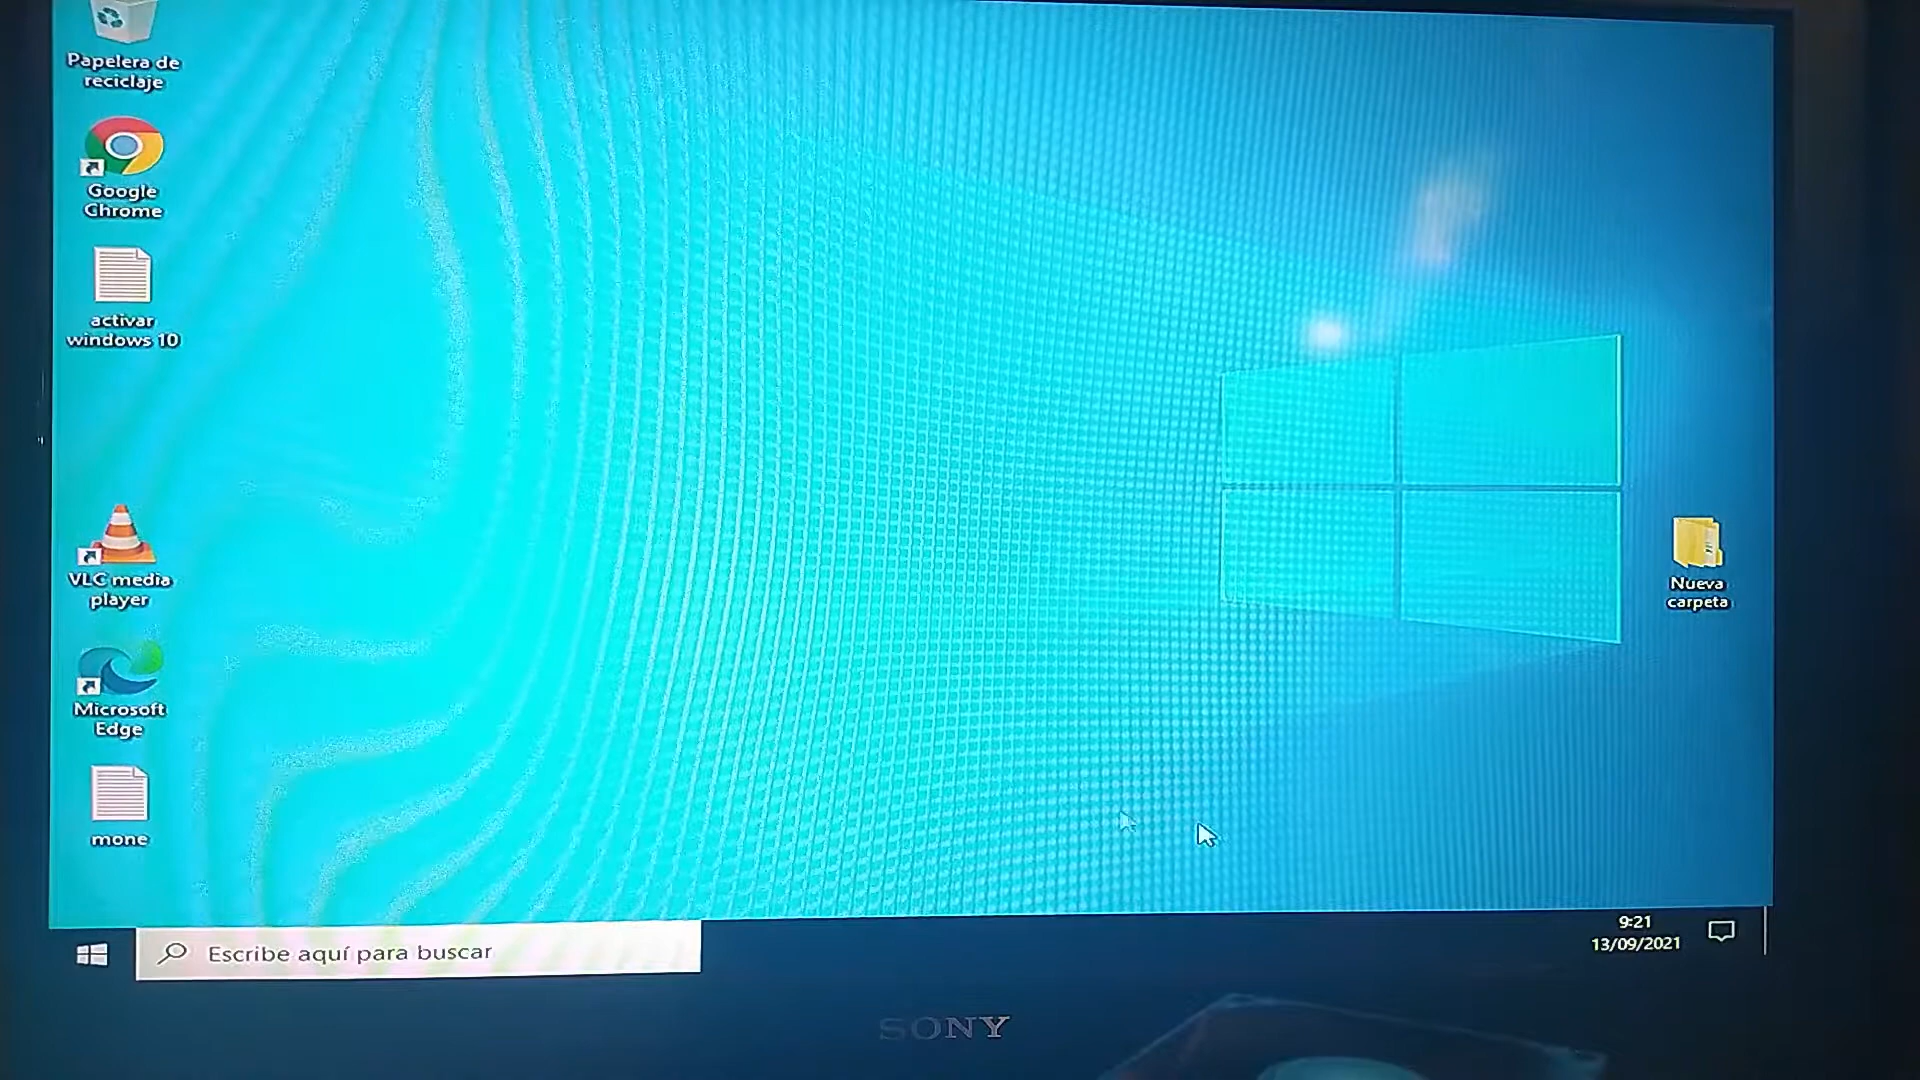 Papelera de
reciclaje
Google
Chrome
activar
windows 10
VLC media
player
Microsoft
Edge
mone
Nueva
carpeta
Escribe aquí para buscar
9:21
13/09/2021
SONY